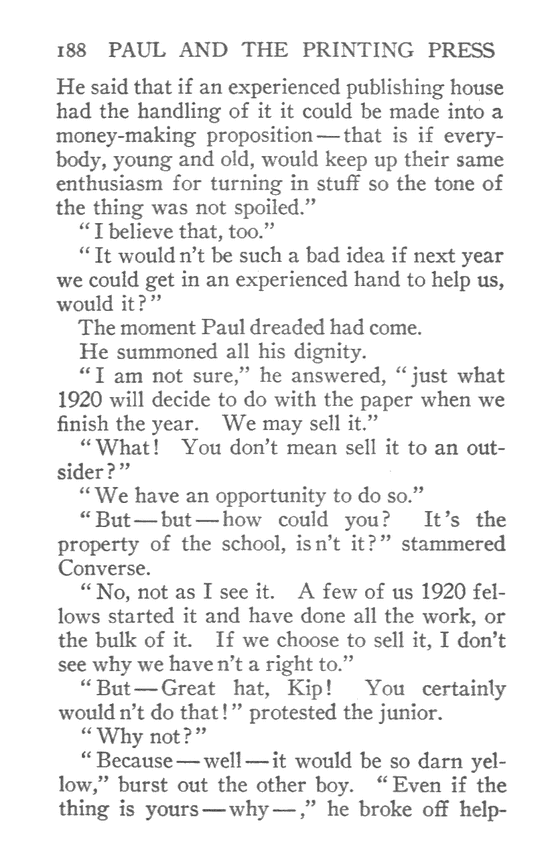 188 PAUL AND THE PRINTING PRESS
He said that if an experienced publishing house
had the handling of it it could be made into a
money-making proposition — that is if every-
body, young and old, would keep up their same
enthusiasm for turning in stuff so the tone of
the thing was not spoiled.”
“ I believe that, too.”
“ It would n’t be such a bad idea if next year
we could get in an experienced hand to help us,
would it ? ”
The moment Paul dreaded had come.
He summoned all his dignity.
“ I am not sure,” he answered, “ just what
1920 will decide to do with the paper when we
finish the year. We may sell it.”
“ What ! You don’t mean sell it to an out-
sider ? ”
“ We have an opportunity to do so.”
“ But — but — how could you ? It ’s the
property of the school, is n’t it ? ” stammered
Converse.
“ No, not as I see it. A few of us 1920 fel-
lows started it and have done all the work, or
the bulk of it. If we choose to sell it, I don’t
see why we have n’t a right to.”
“ But — Great hat, Kip ! You certainly
would n’t do that ! ” protested the junior.
“ Why not ? ”
“ Because — well — it would be so darn yel-
low,” burst out the other boy. “ Even if the
thing is yours — why — ,” he broke off help-